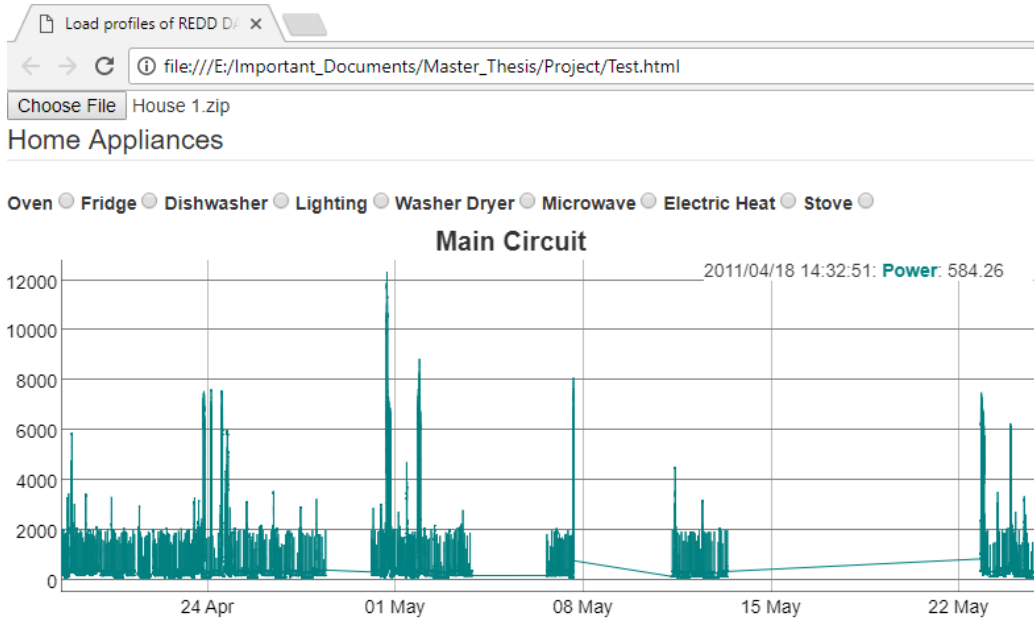 Load profiles of REDD DA
file:///E:/Important_Documents/Master_Thesis/Project/Test.html
Choose File House 1.zip
Home Appliances
Oven Fridge Dishwasher Lighting Washer Dryer Microwave Electric Heat Stove
Main Circuit
2011/04/18 14:32:51: Power: 584.26
12000
10000
8000
6000
4000
2000
0
24 Apr 01 May 08 May 15 May 22 May